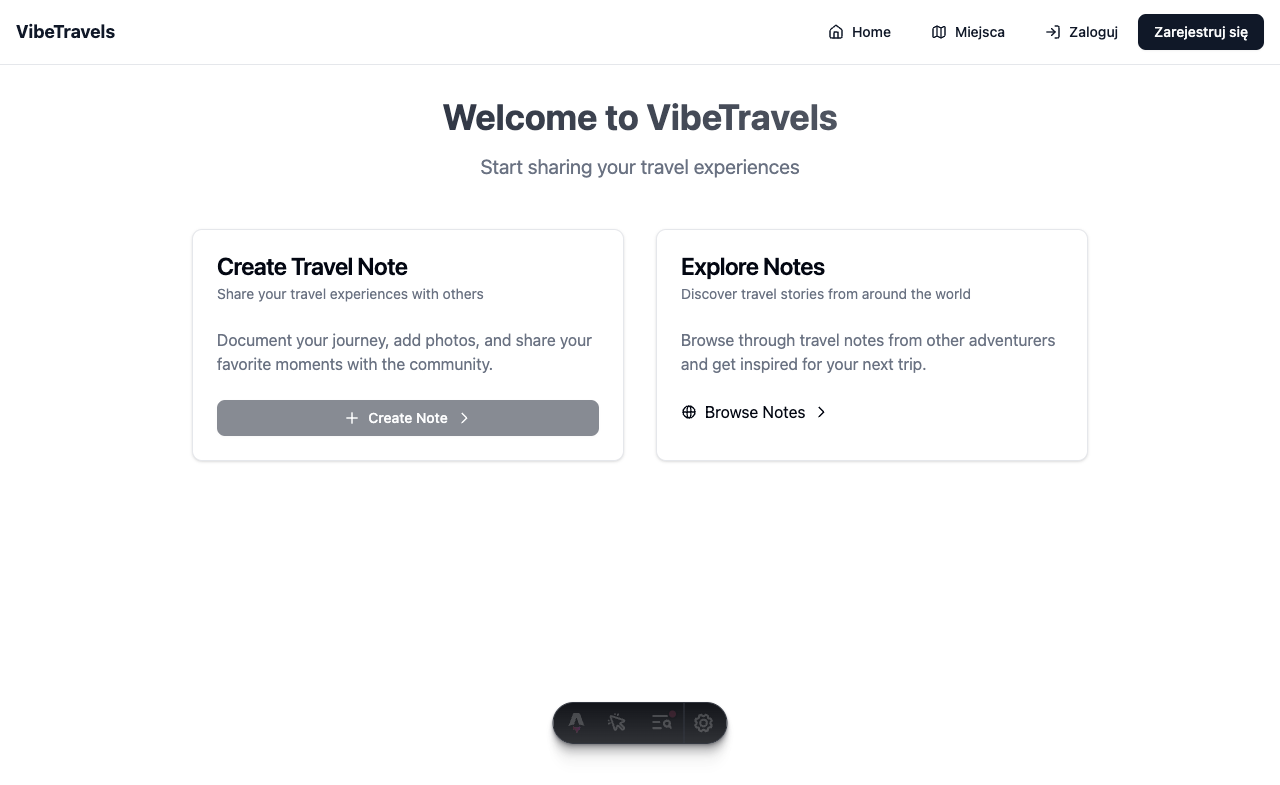 VibeTravels
Home
Miejsca
Zaloguj
Zarejestruj się
Welcome to VibeTravels
Start sharing your travel experiences
Create Travel Note
Share your travel experiences with others
Document your journey, add photos, and share your
favorite moments with the community.
Create Note
Explore Notes
Discover travel stories from around the world
Browse through travel notes from other adventurers
and get inspired for your next trip.
Browse Notes